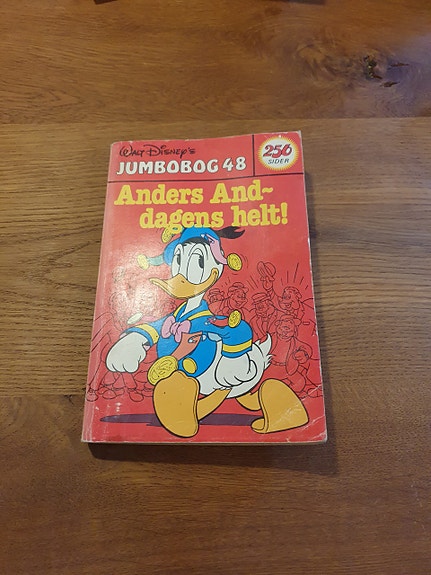 Walt Disney's
JUMBOBOG 48
256
SIDER
Anders And-
dagens helt!